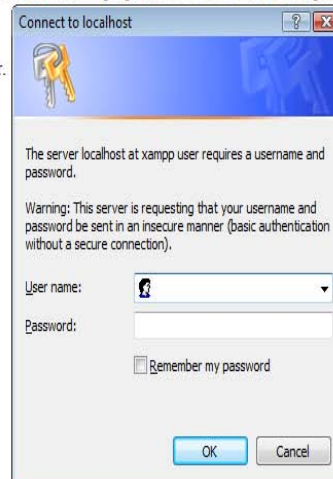 Connect to localhost
The server localhost at xampp user requires a username and
password.
Warning: This server is requesting that your username and
password be sent in an insecure manner (basic authentication
without a secure connection).
User name:
Password:
Remember my password
OK Cancel